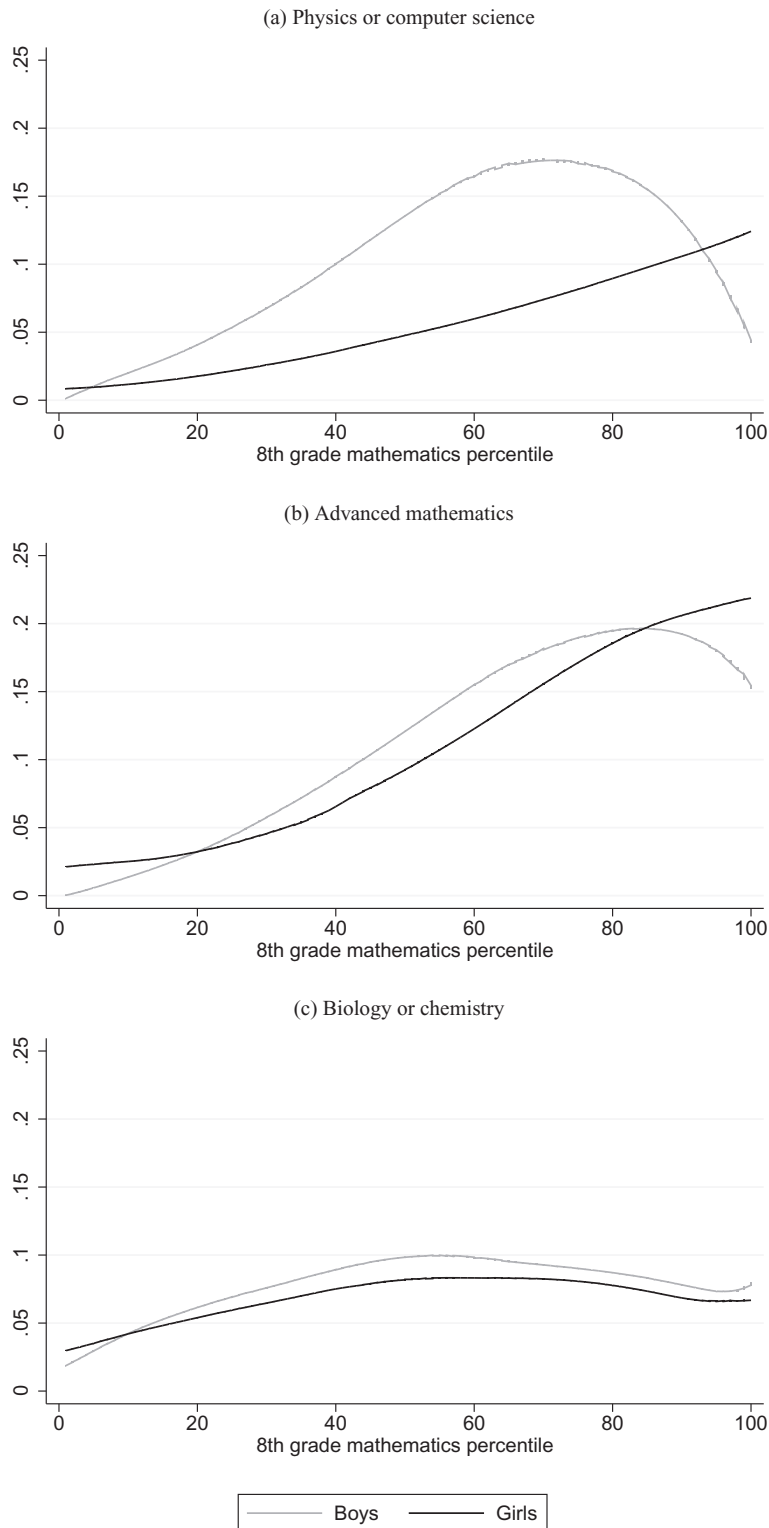 (a) Physics or computer science
.25
.2
.15
.1
.05
0
0 20 40 60 80 100
8th grade mathematics percentile
(b) Advanced mathematics
.25
.2
.15
.1
.05
0
0 20 40 60 80 100
8th grade mathematics percentile
(c) Biology or chemistry
.25
.2
.15
.1
.05
0
0 20 40 60 80 100
8th grade mathematics percentile
Boys Girls